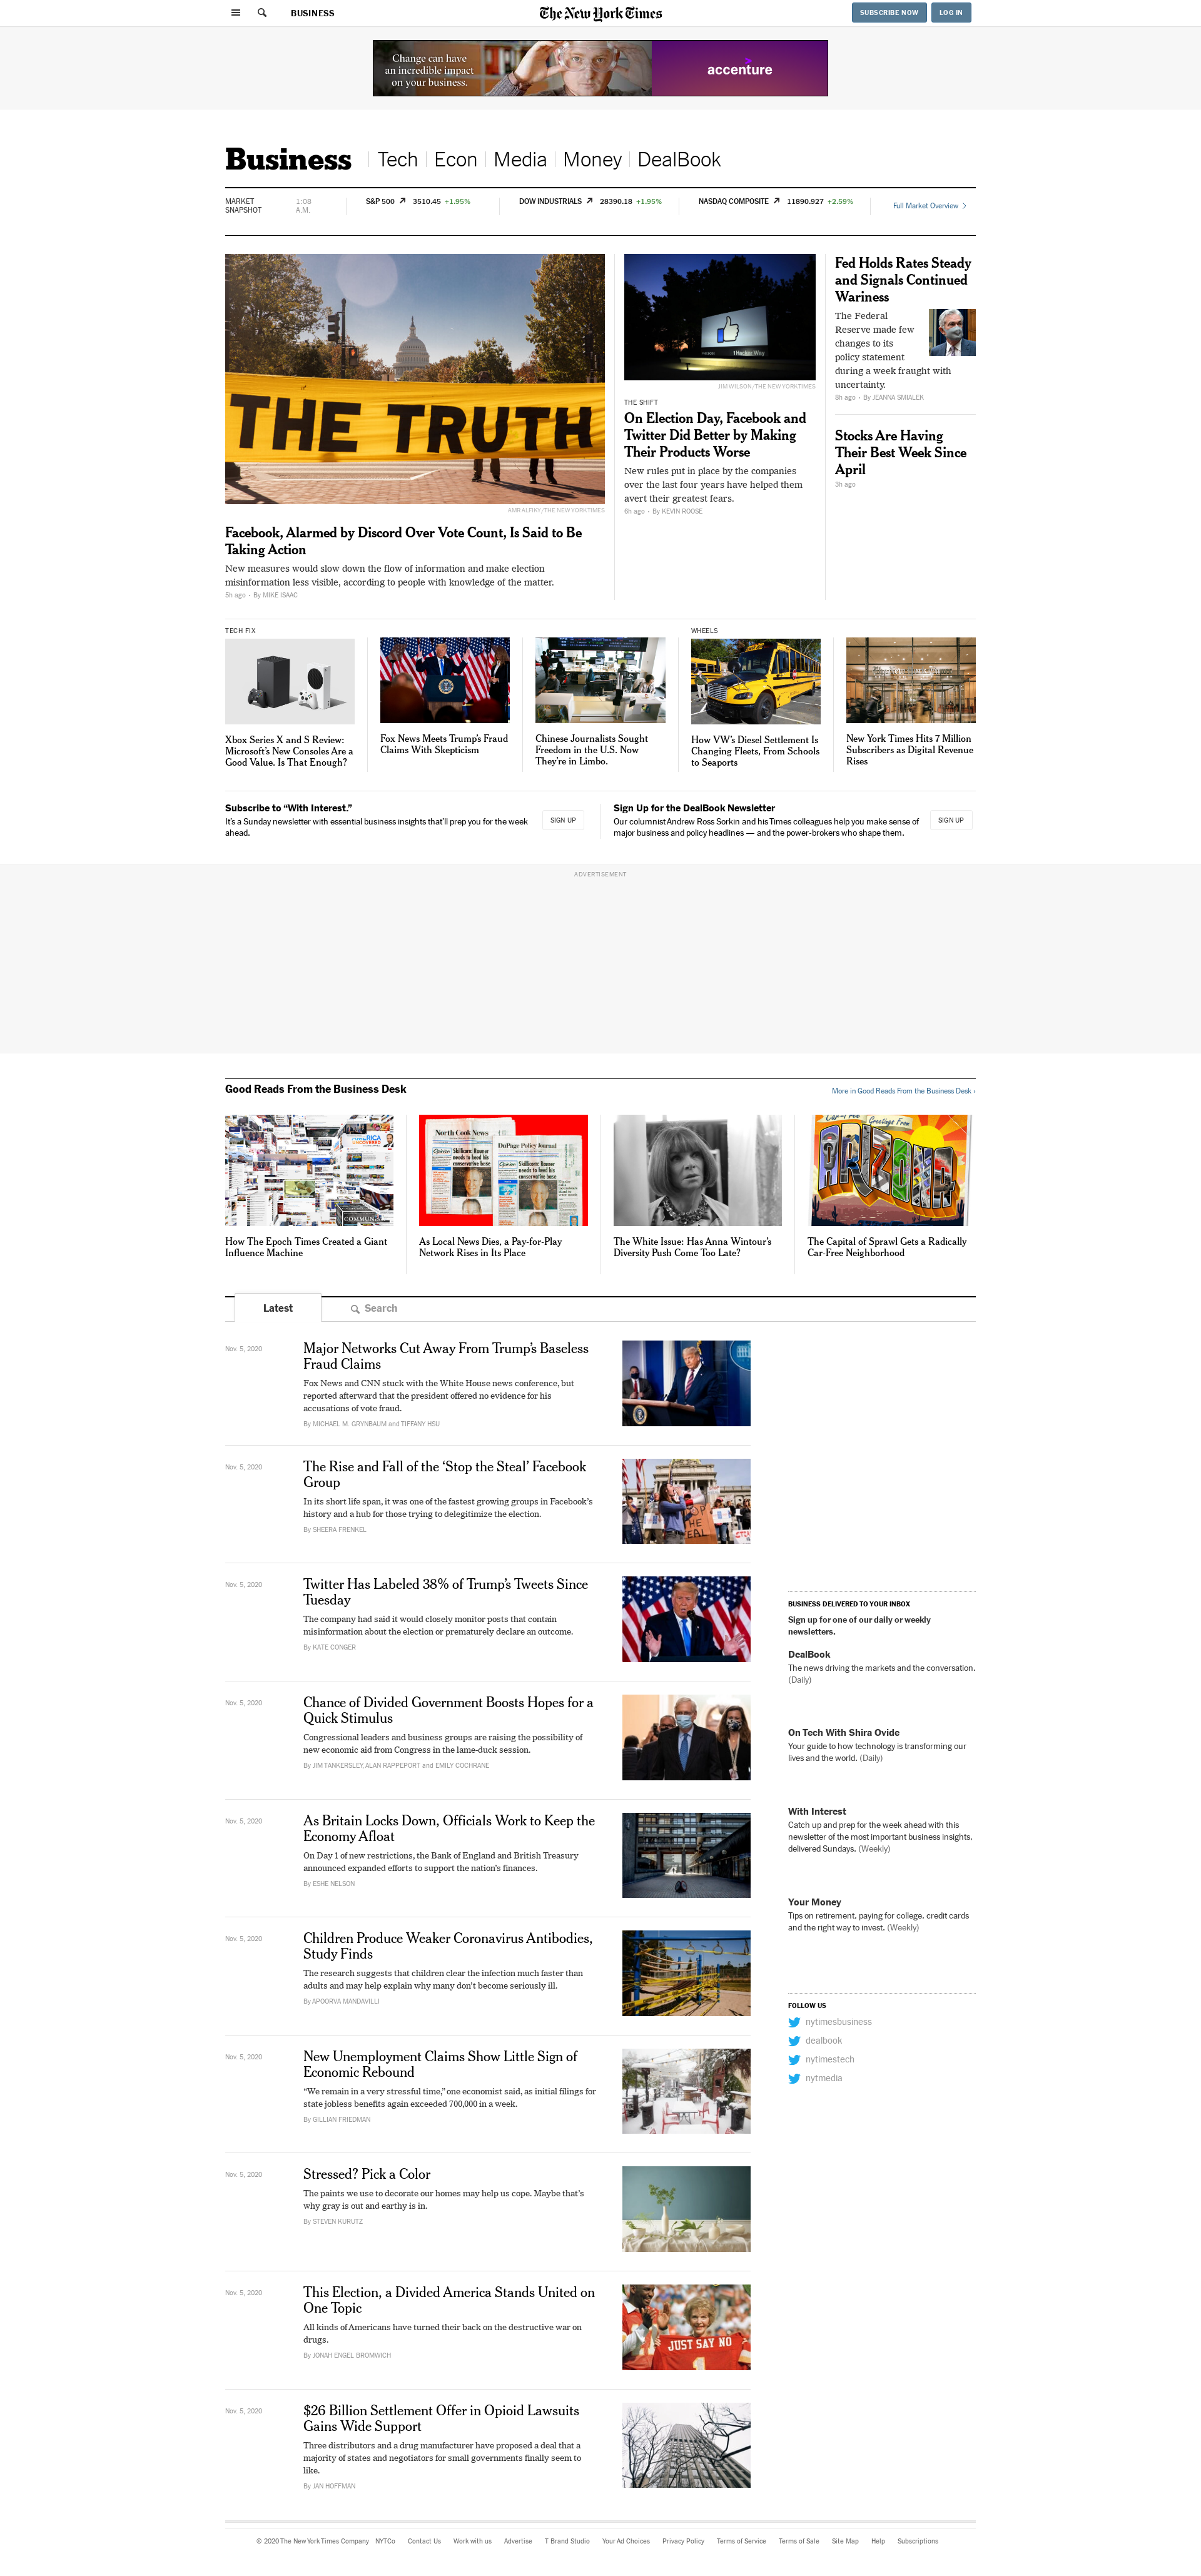 BUSINESS
The New York Times
SUBSCRIBE NOW
LOG IN
Change can have
an incredible impact
on your business.
accenture
Business
Tech
Econ
Media
Money
DealBook
MARKET
SNAPSHOT
1:08
A.M.
S&P 500 3510.45 +1.95%
DOW INDUSTRIALS 28390.18 +1.95%
NASDAQ COMPOSITE 11890.927 +2.59%
Full Market Overview
THE TRUTH
AMR ALFIKY/THE NEW YORK TIMES
Facebook, Alarmed by Discord Over Vote Count, Is Said to Be
Taking Action
New measures would slow down the flow of information and make election
misinformation less visible, according to people with knowledge of the matter.
5h ago • By MIKE ISAAC
1 Hacker Way
JIM WILSON/THE NEW YORK TIMES
THE SHIFT
On Election Day, Facebook and
Twitter Did Better by Making
Their Products Worse
New rules put in place by the companies
over the last four years have helped them
avert their greatest fears.
6h ago • By KEVIN ROOSE
Fed Holds Rates Steady
and Signals Continued
Wariness
The Federal
Reserve made few
changes to its
policy statement
during a week fraught with
uncertainty.
8h ago • By JEANNA SMIALEK
Stocks Are Having
Their Best Week Since
April
3h ago
TECH FIX
Xbox Series X and S Review:
Microsoft's New Consoles Are a
Good Value. Is That Enough?
Fox News Meets Trump's Fraud
Claims With Skepticism
Chinese Journalists Sought
Freedom in the U.S. Now
They're in Limbo.
WHEELS
How VW's Diesel Settlement Is
Changing Fleets, From Schools
to Seaports
New York Times Hits 7 Million
Subscribers as Digital Revenue
Rises
Subscribe to “With Interest.”
It's a Sunday newsletter with essential business insights that'll prep you for the week
ahead.
SIGN UP
Sign Up for the DealBook Newsletter
Our columnist Andrew Ross Sorkin and his Times colleagues help you make sense of
major business and policy headlines — and the power-brokers who shape them.
SIGN UP
ADVERTISEMENT
Good Reads From the Business Desk
More in Good Reads From the Business Desk ›
How The Epoch Times Created a Giant
Influence Machine
North Cook News
DuPage Policy Journal
As Local News Dies, a Pay-for-Play
Network Rises in Its Place
The White Issue: Has Anna Wintour's
Diversity Push Come Too Late?
Greetings From
ARIZONA
The Capital of Sprawl Gets a Radically
Car-Free Neighborhood
Latest
Search
Nov. 5, 2020
Major Networks Cut Away From Trump's Baseless
Fraud Claims
Fox News and CNN stuck with the White House news conference, but
reported afterward that the president offered no evidence for his
accusations of vote fraud.
By MICHAEL M. GRYNBAUM and TIFFANY HSU
Nov. 5, 2020
The Rise and Fall of the ‘Stop the Steal’ Facebook
Group
In its short life span, it was one of the fastest growing groups in Facebook's
history and a hub for those trying to delegitimize the election.
By SHEERA FRENKEL
Nov. 5, 2020
Twitter Has Labeled 38% of Trump's Tweets Since
Tuesday
The company had said it would closely monitor posts that contain
misinformation about the election or prematurely declare an outcome.
By KATE CONGER
Nov. 5, 2020
Chance of Divided Government Boosts Hopes for a
Quick Stimulus
Congressional leaders and business groups are raising the possibility of
new economic aid from Congress in the lame-duck session.
By JIM TANKERSLEY, ALAN RAPPEPORT and EMILY COCHRANE
Nov. 5, 2020
As Britain Locks Down, Officials Work to Keep the
Economy Afloat
On Day 1 of new restrictions, the Bank of England and British Treasury
announced expanded efforts to support the nation's finances.
By ESHE NELSON
Nov. 5, 2020
Children Produce Weaker Coronavirus Antibodies,
Study Finds
The research suggests that children clear the infection much faster than
adults and may help explain why many don't become seriously ill.
By APOORVA MANDAVILLI
Nov. 5, 2020
New Unemployment Claims Show Little Sign of
Economic Rebound
“We remain in a very stressful time,” one economist said, as initial filings for
state jobless benefits again exceeded 700,000 in a week.
By GILLIAN FRIEDMAN
Nov. 5, 2020
Stressed? Pick a Color
The paints we use to decorate our homes may help us cope. Maybe that's
why gray is out and earthy is in.
By STEVEN KURUTZ
Nov. 5, 2020
This Election, a Divided America Stands United on
One Topic
All kinds of Americans have turned their back on the destructive war on
drugs.
By JONAH ENGEL BROMWICH
JUST SAY NO
1
Nov. 5, 2020
$26 Billion Settlement Offer in Opioid Lawsuits
Gains Wide Support
Three distributors and a drug manufacturer have proposed a deal that a
majority of states and negotiators for small governments finally seem to
like.
By JAN HOFFMAN
BUSINESS DELIVERED TO YOUR INBOX
Sign up for one of our daily or weekly
newsletters.
DealBook
The news driving the markets and the conversation.
(Daily)
On Tech With Shira Ovide
Your guide to how technology is transforming our
lives and the world. (Daily)
With Interest
Catch up and prep for the week ahead with this
newsletter of the most important business insights,
delivered Sundays. (Weekly)
Your Money
Tips on retirement, paying for college, credit cards
and the right way to invest. (Weekly)
FOLLOW US
nytimesbusiness
dealbook
nytimestech
nytmedia
© 2020 The New York Times Company NYTCo Contact Us Work with us Advertise T Brand Studio Your Ad Choices Privacy Policy Terms of Service Terms of Sale Site Map Help Subscriptions